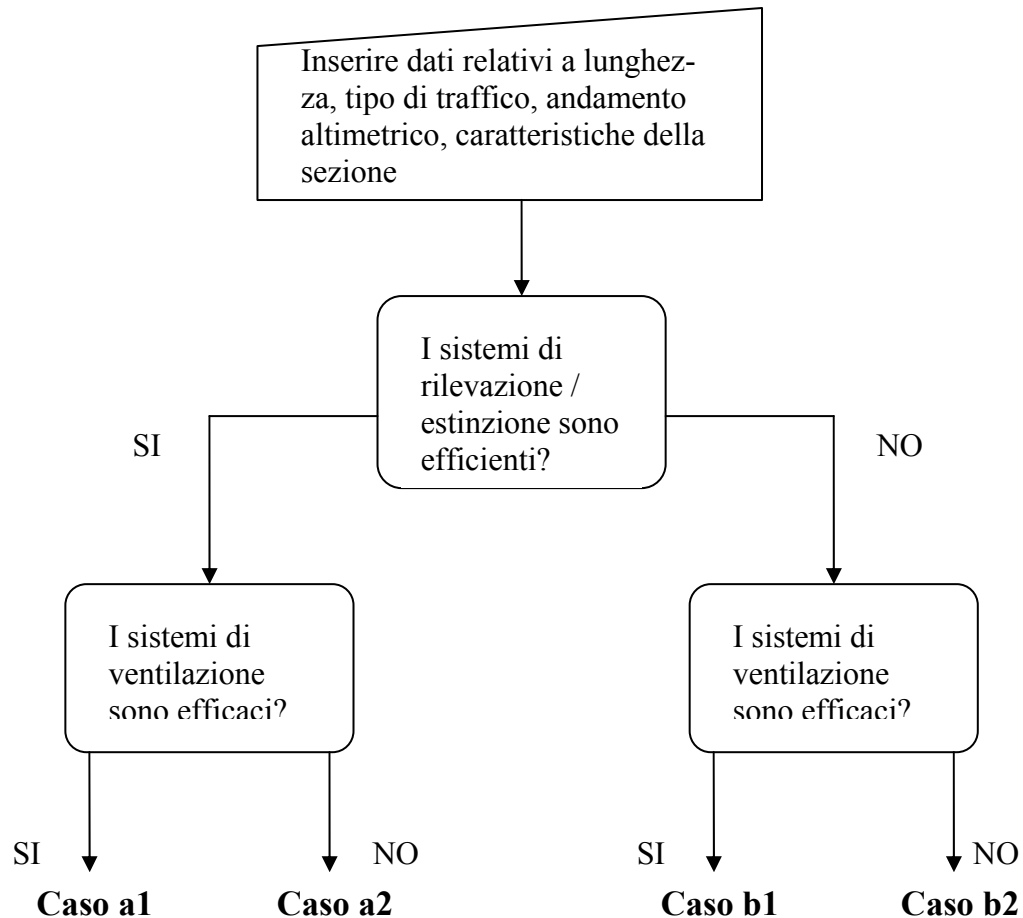 Inserire dati relativi a lunghez-
za, tipo di traffico, andamento
altimetrico, caratteristiche della
sezione
I sistemi di
rilevazione /
estinzione sono
efficienti?
SI
NO
I sistemi di
ventilazione
sono efficaci?
I sistemi di
ventilazione
sono efficaci?
SI
NO
SI
NO
Caso a1
Caso a2
Caso b1
Caso b2